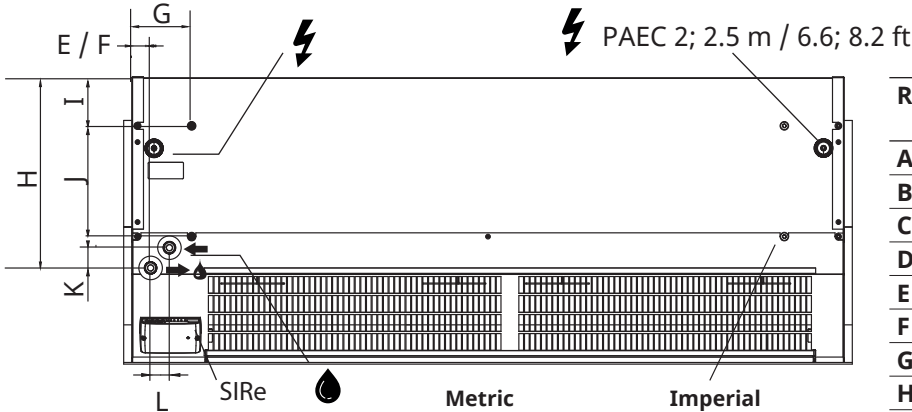 G
E / F
PAEC 2; 2.5 m / 6.6; 8.2 ft
I
H
J
K
L
SIRe
Metric
Imperial
R
A
B
C
D
E
F
G
H